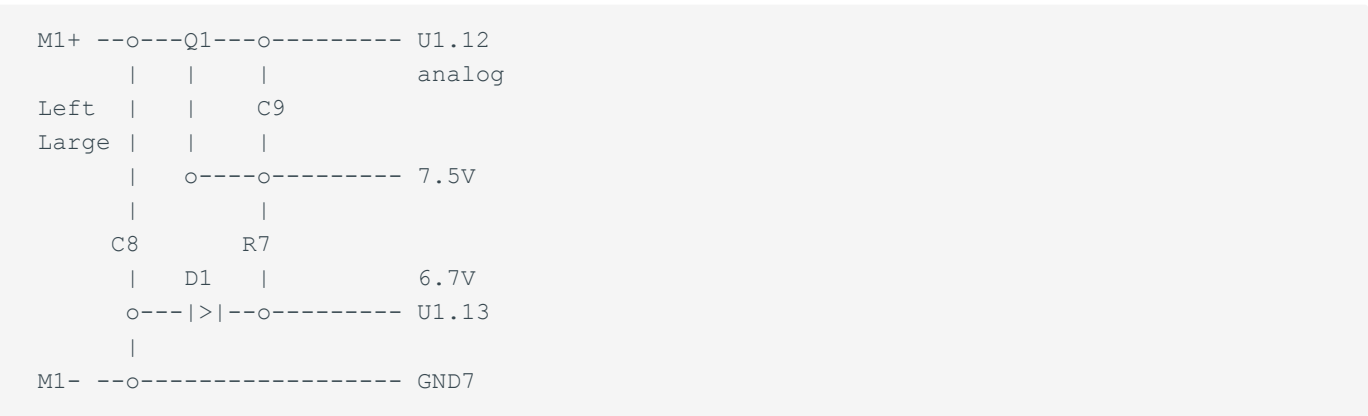 M1+ --o---Q1---o--------- U1.12
      |   |    |          analog
Left  |   |    C9
Large |   |    |
      |   o----o--------- 7.5V
      |        |
     C8       R7
      |   D1   |          6.7V
      o---|>|--o--------- U1.13
      |
M1- --o------------------ GND7